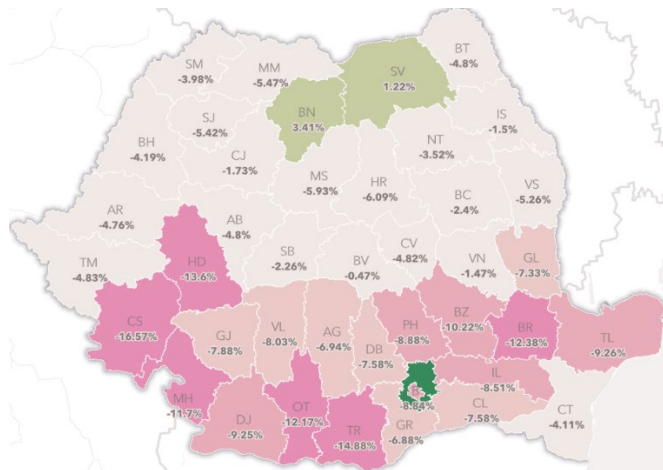 SM
-3.98%
MM
-5.47%
SV
1.22%
BT
-4.8%
BN
3.41%
SJ
-5.42%
IS
-1.5%
BH
-4.19%
CJ
-1.73%
NT
-3.52%
MS
-5.93%
HR
-6.09%
BC
-2.4%
VS
-5.26%
AR
-4.76%
AB
-4.8%
HD
-13.6%
SB
-2.26%
BV
-0.47%
CV
-4.82%
VN
-1.47%
GL
-7.33%
TM
-4.83%
CS
-16.57%
GJ
-7.88%
VL
-8.03%
AG
-6.94%
DB
-7.58%
PH
-8.88%
BZ
-10.22%
BR
-12.38%
TL
-9.26%
MH
-11.7%
DJ
-9.25%
OT
-12.17%
TR
-14.88%
B
-8.84%
GR
-6.88%
IL
-8.51%
CL
-7.58%
CT
-4.11%